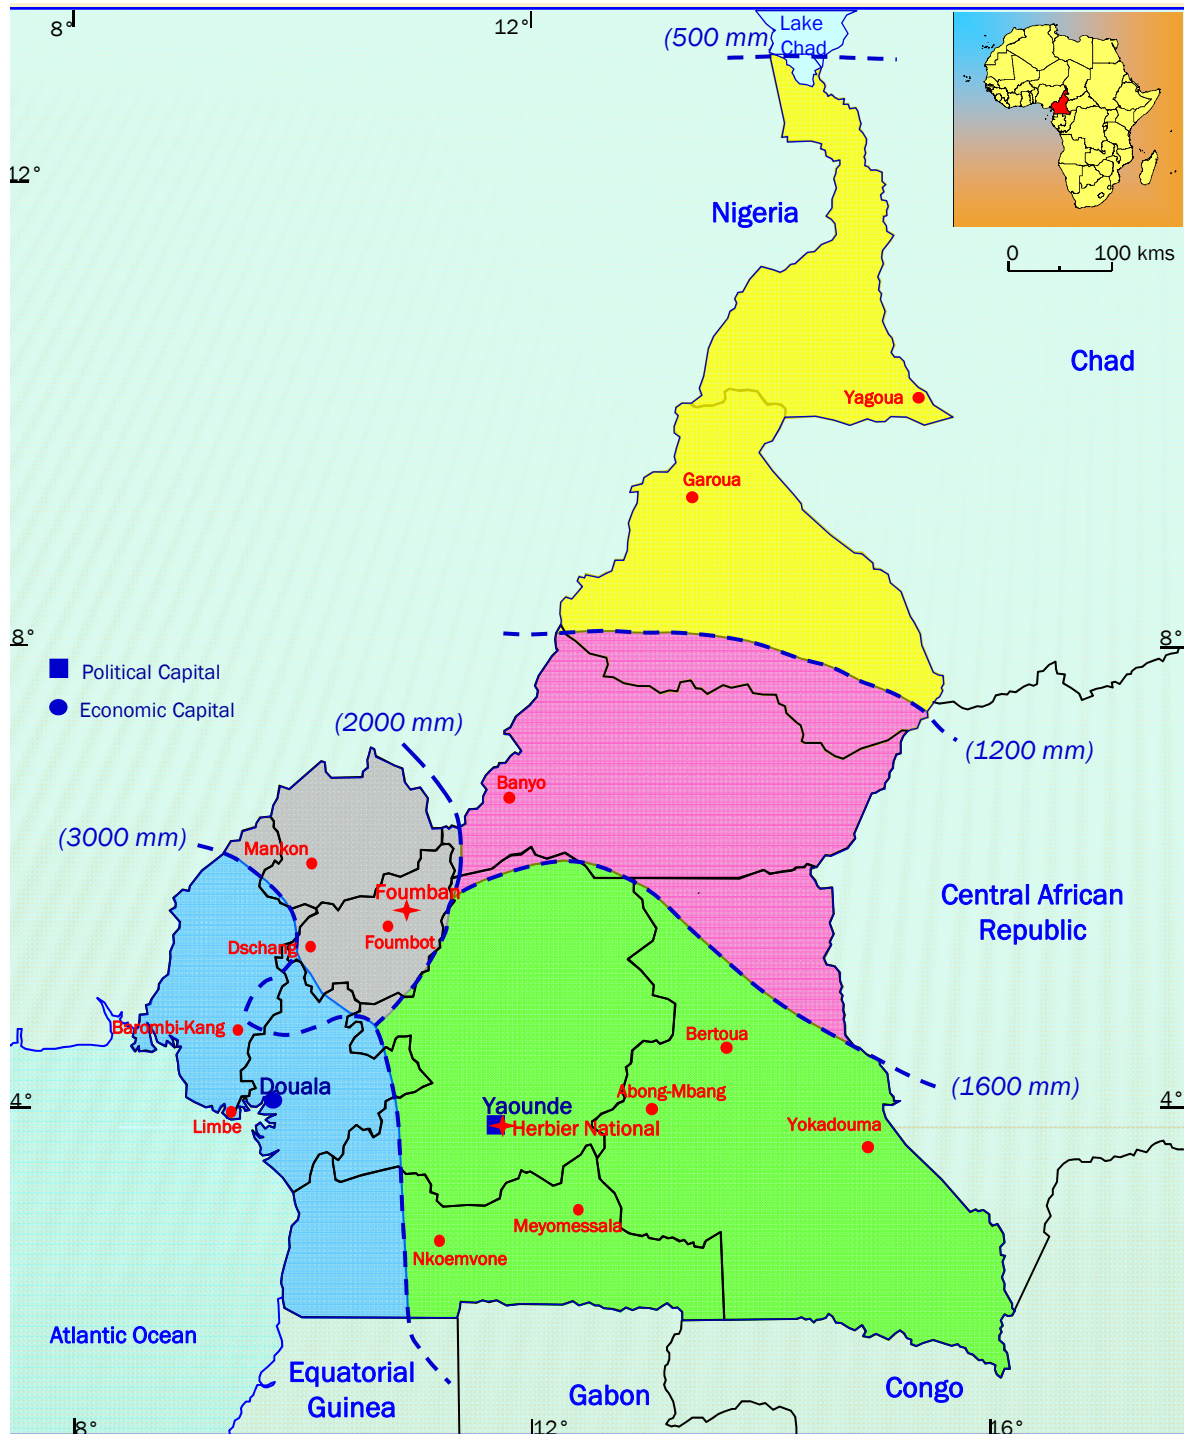 8°
12°
Lake
Chad
(500 mm)
12°
Nigeria
0 100 kms
Chad
Yagoua
Garoua
8°
8°
Political Capital
Economic Capital
(2000 mm)
(1200 mm)
Banyo
(3000 mm)
Mankon
Foumban
Central African
Republic
Foumbot
Dschang
Barombi-Kang
Bertoua
Douala
Abong-Mbang
(1600 mm)
4°
4°
Limbe
Yaounde
Herbier National
Yokadouma
Meyomessala
Nkoemvone
Atlantic Ocean
Equatorial
Guinea
Gabon
Congo
8°
12°
16°